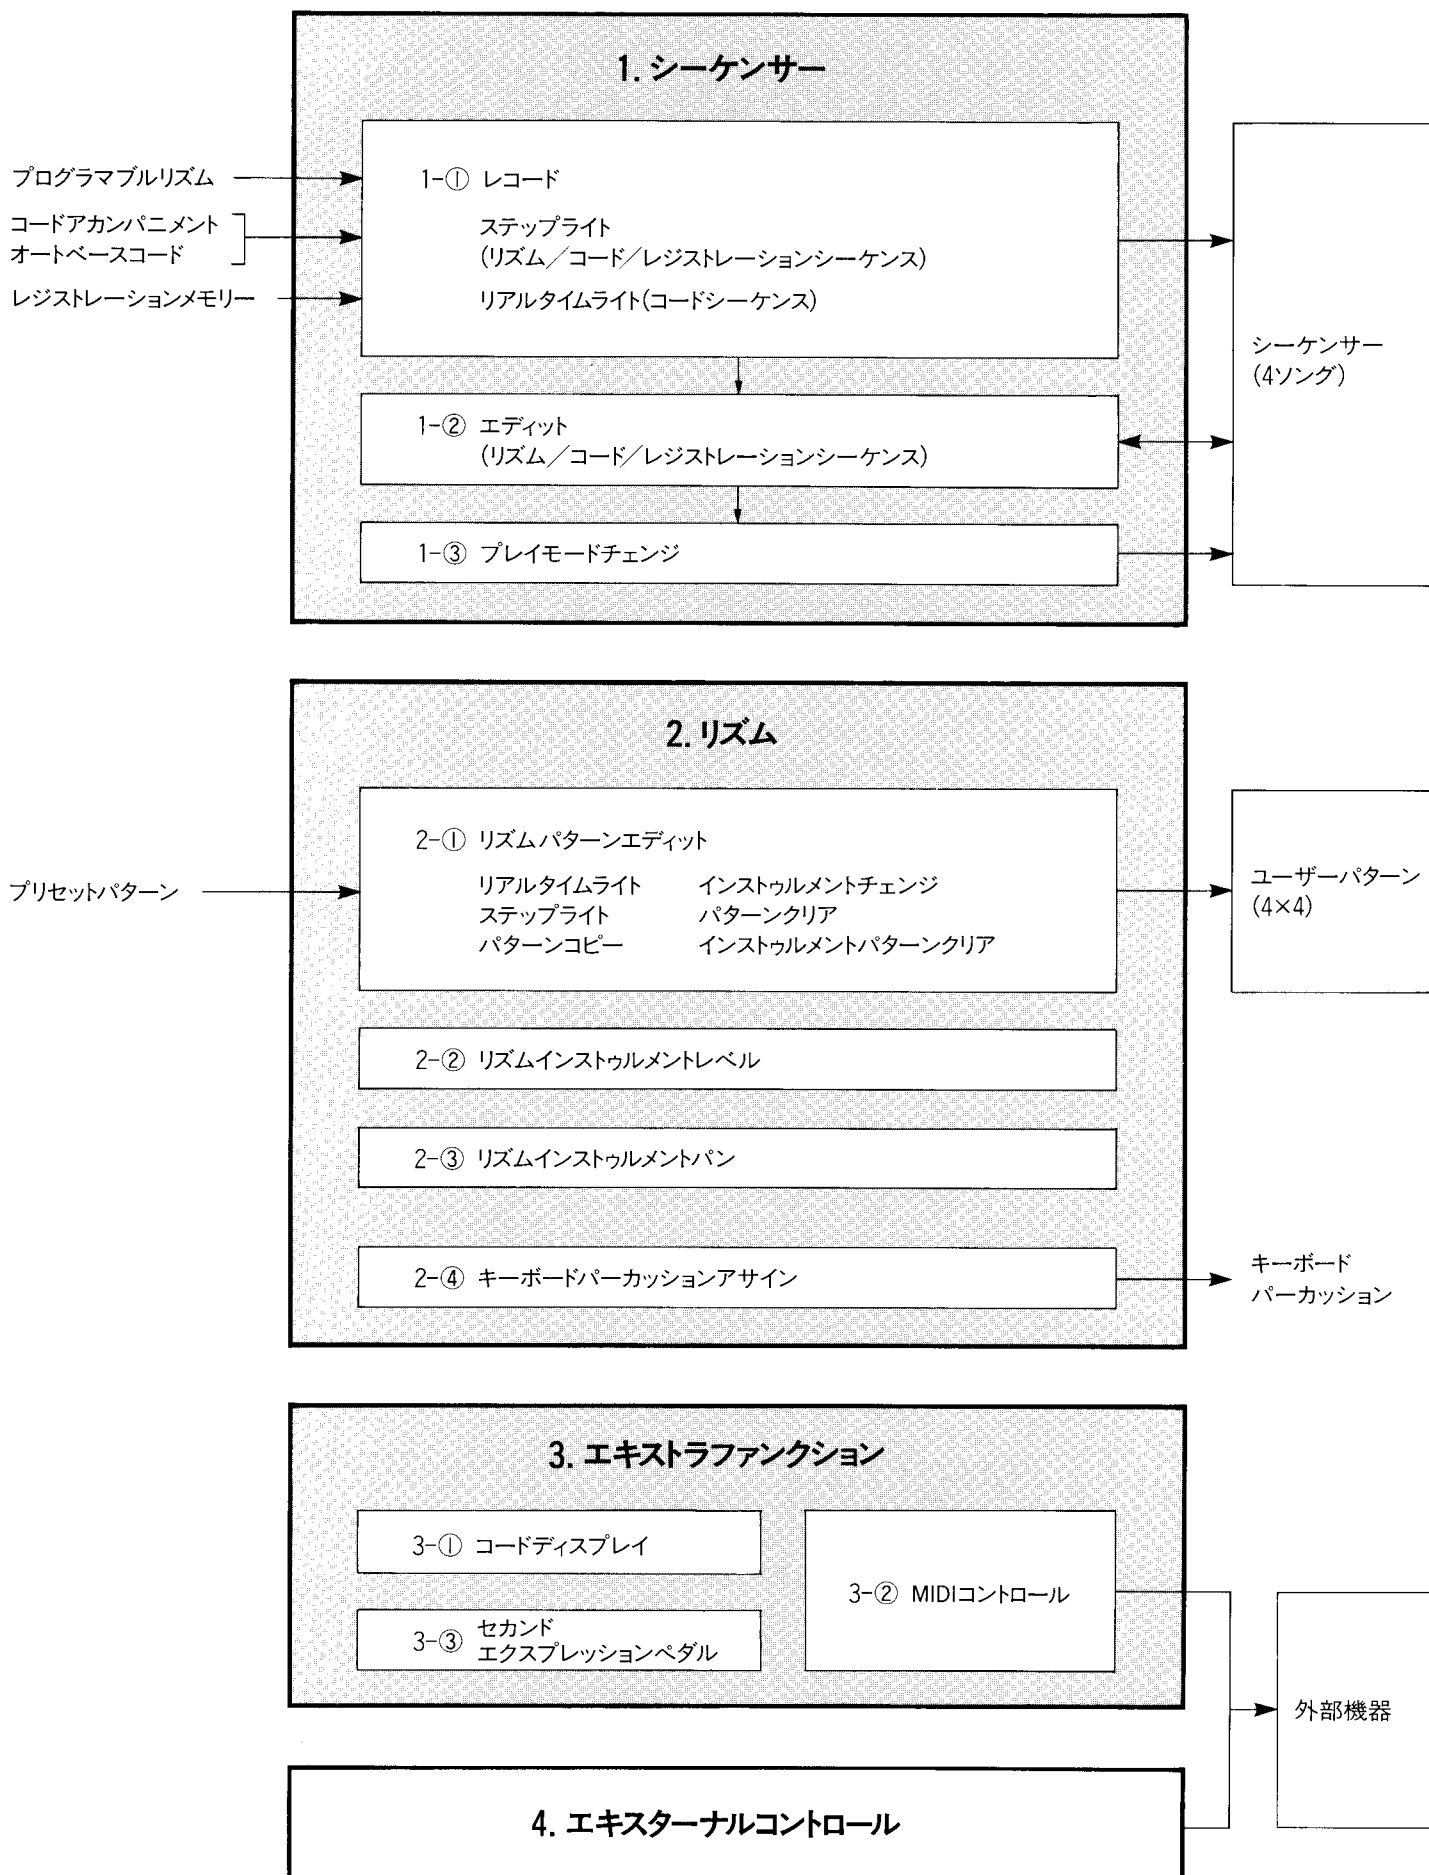 1. シーケンサー
プログラマブルリズム
コードアカンパニメント
オートベースコード
レジストレーションメモリー
1-① レコード
ステップライト
(リズム/コード/レジストレーションシーケンス)
リアルタイムライト(コードシーケンス)
1-② エディット
(リズム/コード/レジストレーションシーケンス)
1-③ プレイモードチェンジ
シーケンサー
(4ソング)
2. リズム
プリセットパターン
2-① リズムパターンエディット
リアルタイムライト インストゥルメントチェンジ
ステップライト パターンクリア
パターンコピー インストゥルメントパターンクリア
ユーザーパターン
(4×4)
2-② リズムインストゥルメントレベル
2-③ リズムインストゥルメントパン
2-④ キーボードパーカッションアサイン
キーボード
パーカッション
3. エキストラファンクション
3-① コードディスプレイ
3-② MIDIコントロール
3-③ セカンド
エクスプレッションペダル
外部機器
4. エキスターナルコントロール